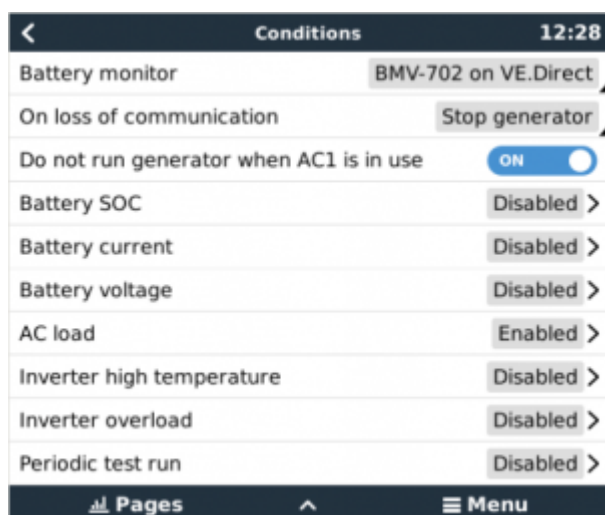 Conditions 12:28
Battery monitor BMV-702 on VE.Direct
On loss of communication Stop generator
Do not run generator when AC1 is in use ON
Battery SOC Disabled
Battery current Disabled
Battery voltage Disabled
AC load Enabled
Inverter high temperature Disabled
Inverter overload Disabled
Periodic test run Disabled
Pages Menu